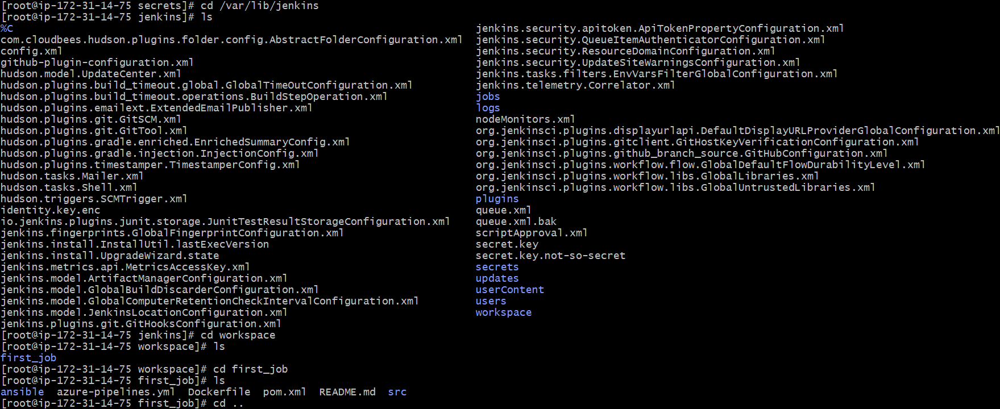 [root@ip-172-31-14-75 secrets]# cd /var/lib/jenkins
[root@ip-172-31-14-75 jenkins]# ls
%C jenkins.security.apitoken.ApiTokenPropertyConfiguration.xml
com.cloudbees.hudson.plugins.folder.config.AbstractFolderConfiguration.xml jenkins.security.QueueItemAuthenticatorConfiguration.xml
config.xml jenkins.security.ResourceDomainConfiguration.xml
github-plugin-configuration.xml jenkins.security.UpdateSiteWarningsConfiguration.xml
hudson.model.UpdateCenter.xml jenkins.tasks.filters.EnvVarsFilterGlobalConfiguration.xml
hudson.plugins.build_timeout.global.GlobalTimeOutConfiguration.xml jenkins.telemetry.Correlator.xml
hudson.plugins.build_timeout.operations.BuildStepOperation.xml jobs
hudson.plugins.emailext.ExtendedEmailPublisher.xml logs
hudson.plugins.git.GitSCM.xml nodeMonitors.xml
hudson.plugins.git.GitTool.xml org.jenkinsci.plugins.displayurlapi.DefaultDisplayURLProviderGlobalConfiguration.xml
hudson.plugins.gradle.enriched.EnrichedSummaryConfig.xml org.jenkinsci.plugins.gitclient.GitHostKeyVerificationConfiguration.xml
hudson.plugins.gradle.injection.InjectionConfig.xml org.jenkinsci.plugins.github_branch_source.GitHubConfiguration.xml
hudson.plugins.timestamper.TimestamperConfig.xml org.jenkinsci.plugins.workflow.flow.GlobalDefaultFlowDurabilityLevel.xml
hudson.tasks.Mailer.xml org.jenkinsci.plugins.workflow.libs.GlobalLibraries.xml
hudson.tasks.Shell.xml org.jenkinsci.plugins.workflow.libs.GlobalUntrustedLibraries.xml
hudson.triggers.SCMTrigger.xml plugins
identity.key.enc queue.xml
io.jenkins.plugins.junit.storage.JunitTestResultStorageConfiguration.xml queue.xml.bak
jenkins.fingerprints.GlobalFingerprintConfiguration.xml scriptApproval.xml
jenkins.install.InstallUtil.lastExecVersion secret.key
jenkins.install.UpgradeWizard.state secret.key.not-so-secret
jenkins.metrics.api.MetricsAccessKey.xml secrets
jenkins.model.ArtifactManagerConfiguration.xml updates
jenkins.model.GlobalBuildDiscarderConfiguration.xml userContent
jenkins.model.GlobalComputerRetentionCheckIntervalConfiguration.xml users
jenkins.model.JenkinsLocationConfiguration.xml workspace
jenkins.plugins.git.GitHooksConfiguration.xml
[root@ip-172-31-14-75 jenkins]# cd workspace
[root@ip-172-31-14-75 workspace]# ls
first_job
[root@ip-172-31-14-75 workspace]# cd first_job
[root@ip-172-31-14-75 first_job]# ls
ansible azure-pipelines.yml Dockerfile pom.xml README.md src
[root@ip-172-31-14-75 first_job]# cd ..